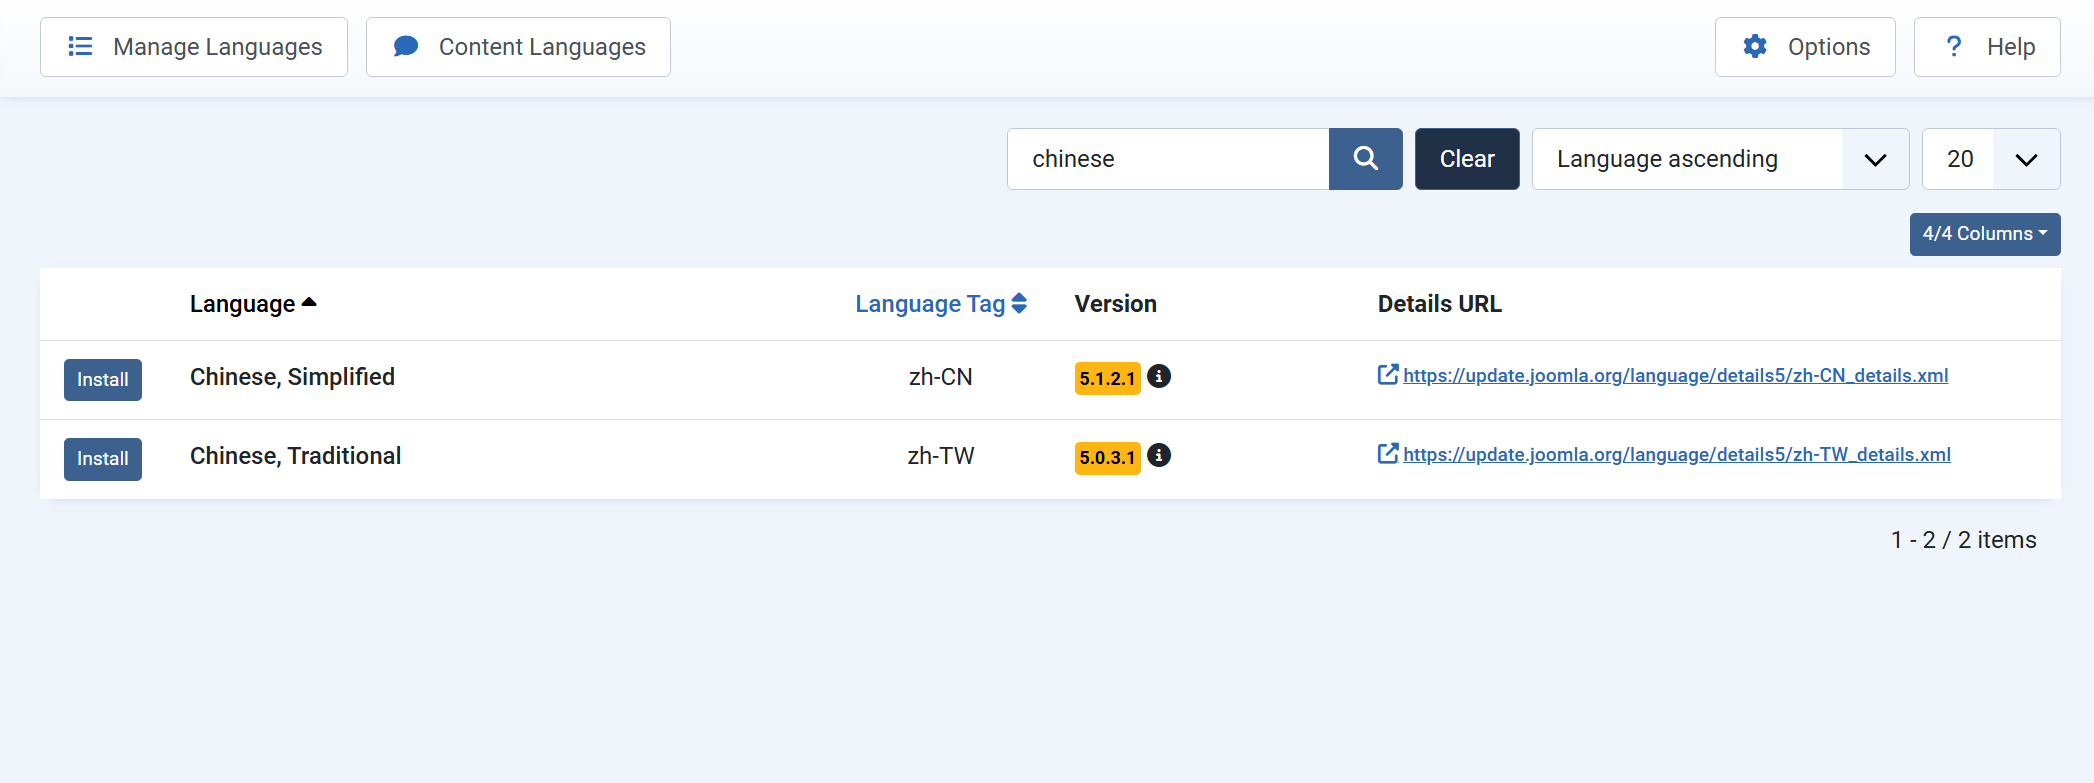 Manage Languages Content Languages Options ? Help
chinese Clear Language ascending 20
4/4 Columns
Language Language Tag Version Details URL
Install Chinese, Simplified zh-CN 5.1.2.1 https://update.joomla.org/language/details5/zh-CN_details.xml
Install Chinese, Traditional zh-TW 5.0.3.1 https://update.joomla.org/language/details5/zh-TW_details.xml
1 - 2 / 2 items